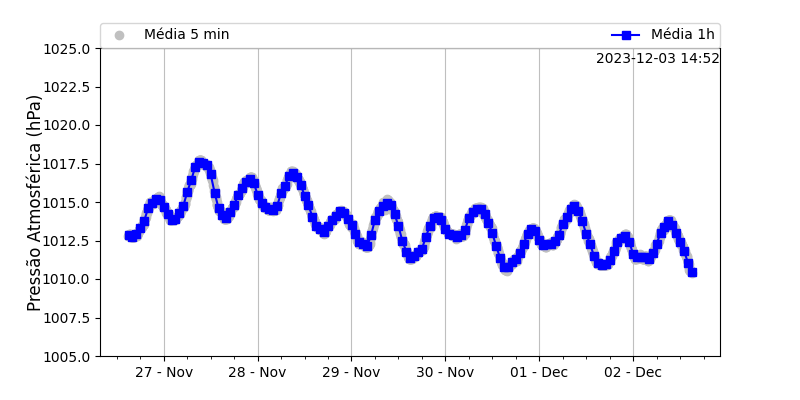 Média 5 min
Média 1h
2023-12-03 14:52
Pressão Atmosférica (hPa)
1025.0
1022.5
1020.0
1017.5
1015.0
1012.5
1010.0
1007.5
1005.0
27 - Nov
28 - Nov
29 - Nov
30 - Nov
01 - Dec
02 - Dec